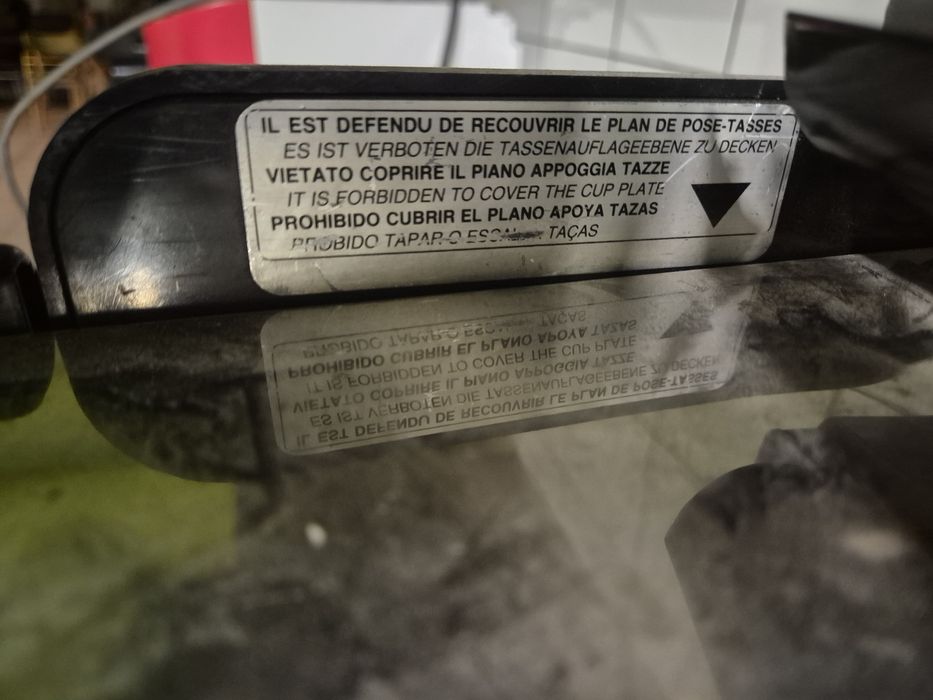 IL EST DEFENDU DE RECOUVRIR LE PLAN DE POSE-TASSES
ES IST VERBOTEN DIE TASSENAUFLAGEEBENE ZU DECKEN
VIETATO COPRIRE IL PIANO APPOGGIA TAZZE
IT IS FORBIDDEN TO COVER THE CUP PLATE
PROHIBIDO CUBRIR EL PLANO APOYA TAZAS
PROBIDO TAPAR O TAÇAS